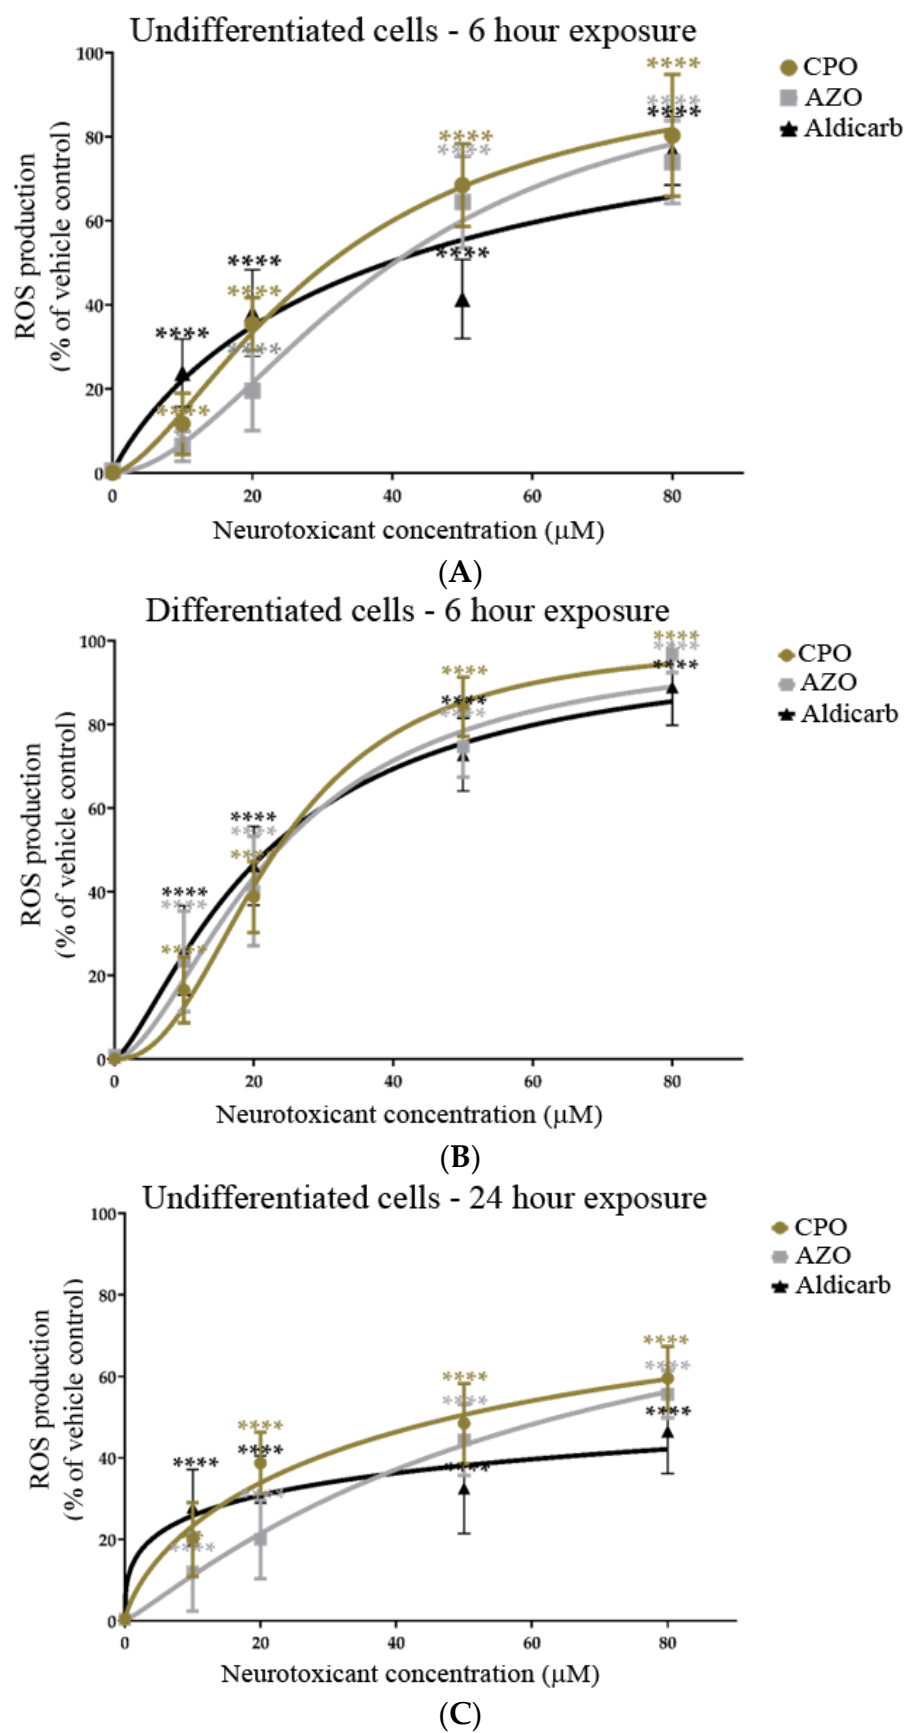 Undifferentiated cells - 6 hour exposure
100
80
60
40
20
0
ROS production
(% of vehicle control)
****
****
****
****
****
****
****
****
****
****
****
****
*
0
20
40
60
80
Neurotoxicant concentration (µM)
CPO
AZO
Aldicarb
(A)
Differentiated cells - 6 hour exposure
100
80
60
40
20
0
ROS production
(% of vehicle control)
****
****
****
****
****
****
****
****
****
****
****
****
0
20
40
60
80
Neurotoxicant concentration (µM)
CPO
AZO
Aldicarb
(B)
Undifferentiated cells - 24 hour exposure
100
80
60
40
20
0
ROS production
(% of vehicle control)
****
****
****
****
****
****
****
****
****
****
****
0
20
40
60
80
Neurotoxicant concentration (µM)
CPO
AZO
Aldicarb
(C)